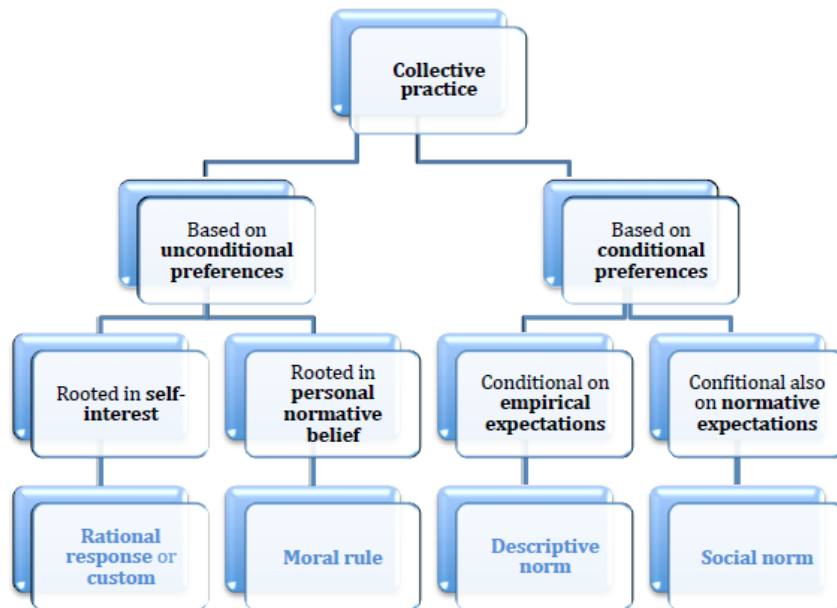 Collective
practice
Based on
unconditional
preferences
Based on
conditional
preferences
Rooted in self-
interest
Rooted in
personal
normative
belief
Conditional on
empirical
expectations
Confitional also
on normative
expectations
Rational
response or
custom
Moral rule
Descriptive
norm
Social norm